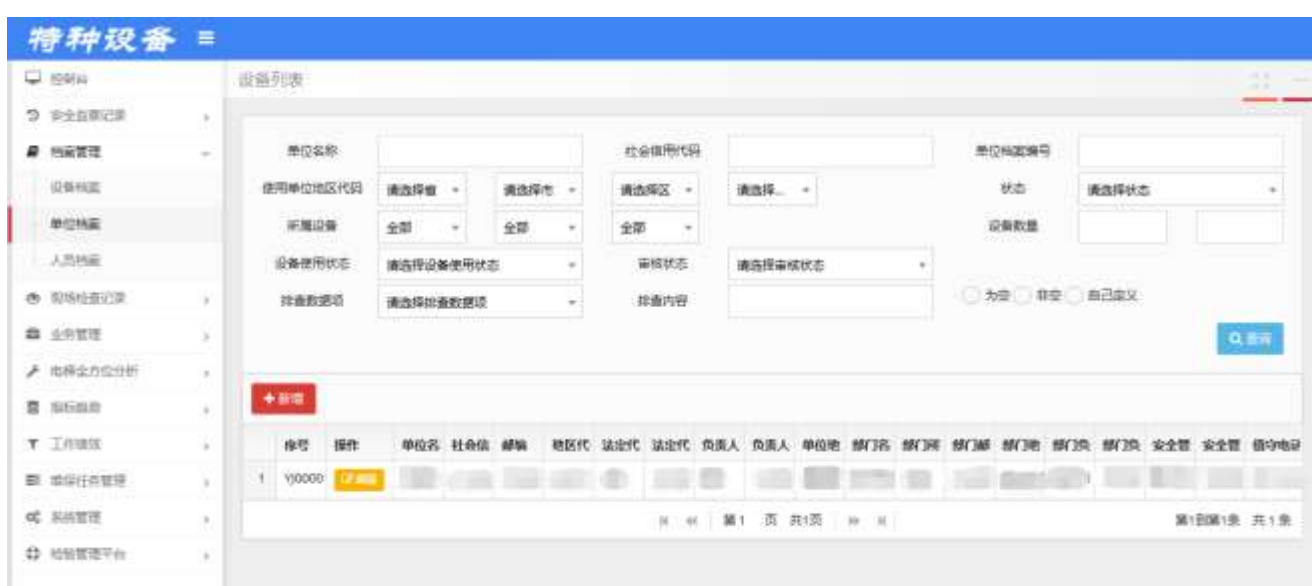 特种设备
控制台
设备列表
安全监察记录
档案管理
单位名称 社会信用代码 单位档案编号
设备档案
使用单位地区代码 请选择省 请选择市 请选择区 请选择... 状态 请选择状态
单位档案
所属设备 全部 全部 全部 设备数量
人员档案
设备使用状态 请选择设备使用状态 审核状态 请选择审核状态
现场检查记录
排查数据项 请选择排查数据项 排查内容 为空 非空 自己定义
业务管理
查询
电梯全方位分析
新增
工作绩效
序号 操作 单位名 社会信 邮编 地区代 法定代 法定代 负责人 负责人 单位地 部门名 部门邮 部门地 部门负 部门负 安全管 安全管 值守电话
1 YJ0000 编辑
维保任务管理
第1 页 共1页 第1到第1条 共1条
系统管理
检验管理平台